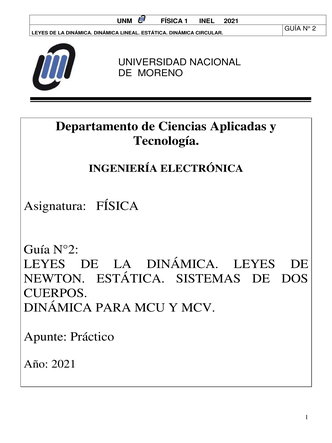 UNM FÍSICA 1 INEL 2021
LEYES DE LA DINÁMICA. DINÁMICA LINEAL. ESTÁTICA. DINÁMICA CIRCULAR.
GUÍA N° 2
UNIVERSIDAD NACIONAL
DE MORENO
Departamento de Ciencias Aplicadas y
Tecnología.
INGENIERÍA ELECTRÓNICA
Asignatura: FÍSICA
Guía N°2:
LEYES DE LA DINÁMICA. LEYES DE
NEWTON. ESTÁTICA. SISTEMAS DE DOS
CUERPOS.
DINÁMICA PARA MCU Y MCV.
Apunte: Práctico
Año: 2021
1